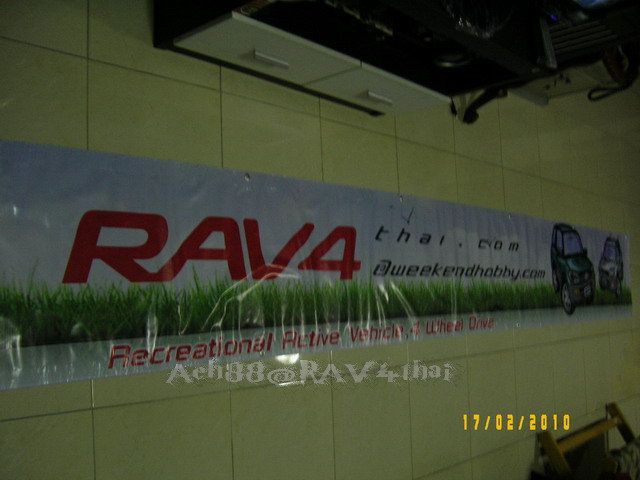 RAV4
thai.com
@weekendhobby.com
Recreational Active Vehicle 4 Wheel Drive
Ach88@RAV4thai
17/02/2010